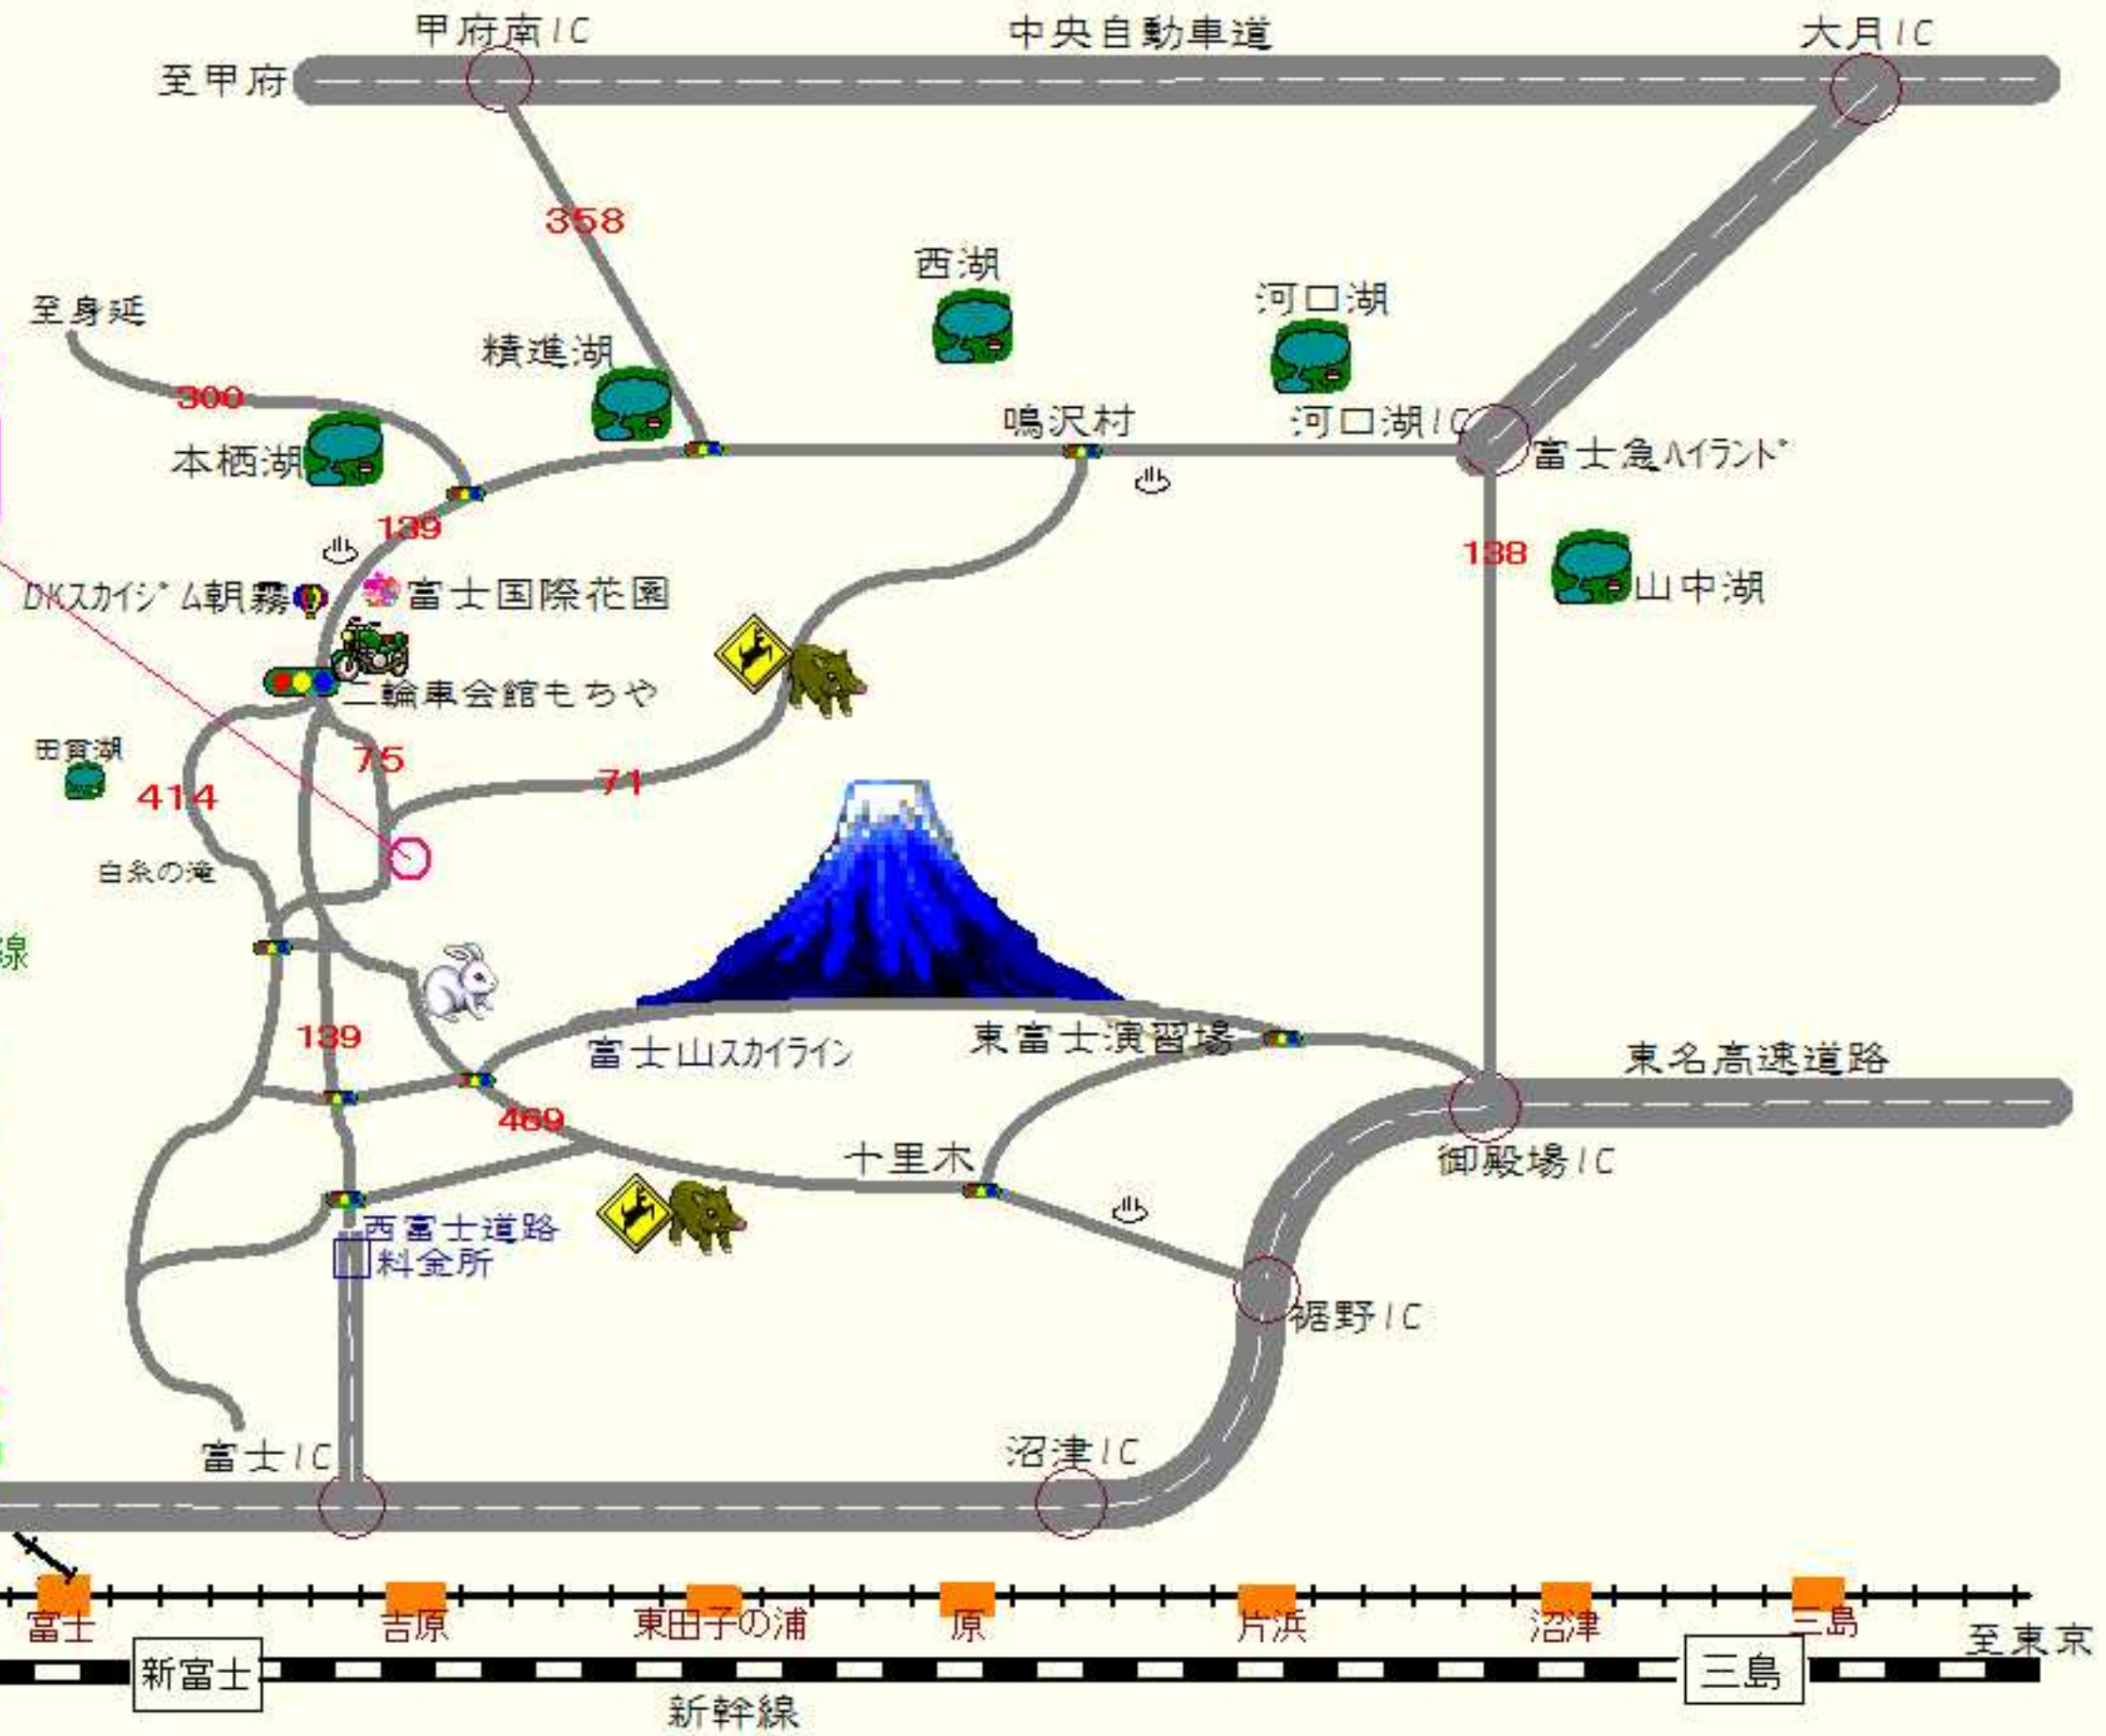 甲府南IC
中央自動車道
大月IC
至甲府
358
西湖
河口湖
至身延
精進湖
300
鳴沢村
河口湖IC
本栖湖
富士急ハイランド
139
138
DKスカイジム朝霧
富士国際花園
山中湖
二輪車会館もちや
田貫湖
75
71
414
白糸の滝
線
139
富士山スカイライン
東富士演習場
東名高速道路
469
十里木
御殿場IC
西富士道路
料金所
裾野IC
富士IC
沼津IC
富士
吉原
東田子の浦
原
片浜
沼津
三島
至東京
新富士
三島
新幹線